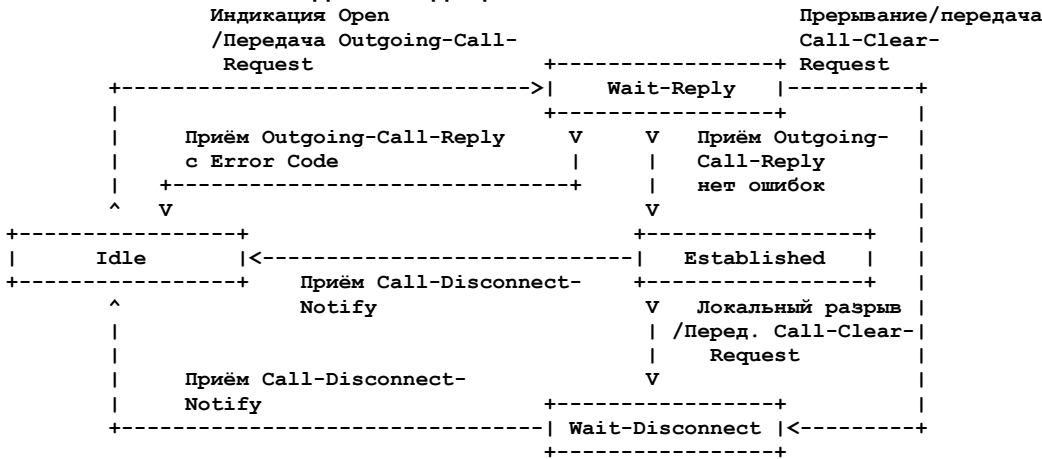 Индикация Open
Прерывание/передача
/Передача Outgoing-Call-
Call-Clear-
Request
Request
Wait-Reply
Приём Outgoing-Call-Reply
с Error Code
Приём Outgoing-
Call-Reply
нет ошибок
Idle
Established
Приём Call-Disconnect-
Notify
Локальный разрыв
/Перед. Call-Clear-
Request
Приём Call-Disconnect-
Notify
Wait-Disconnect